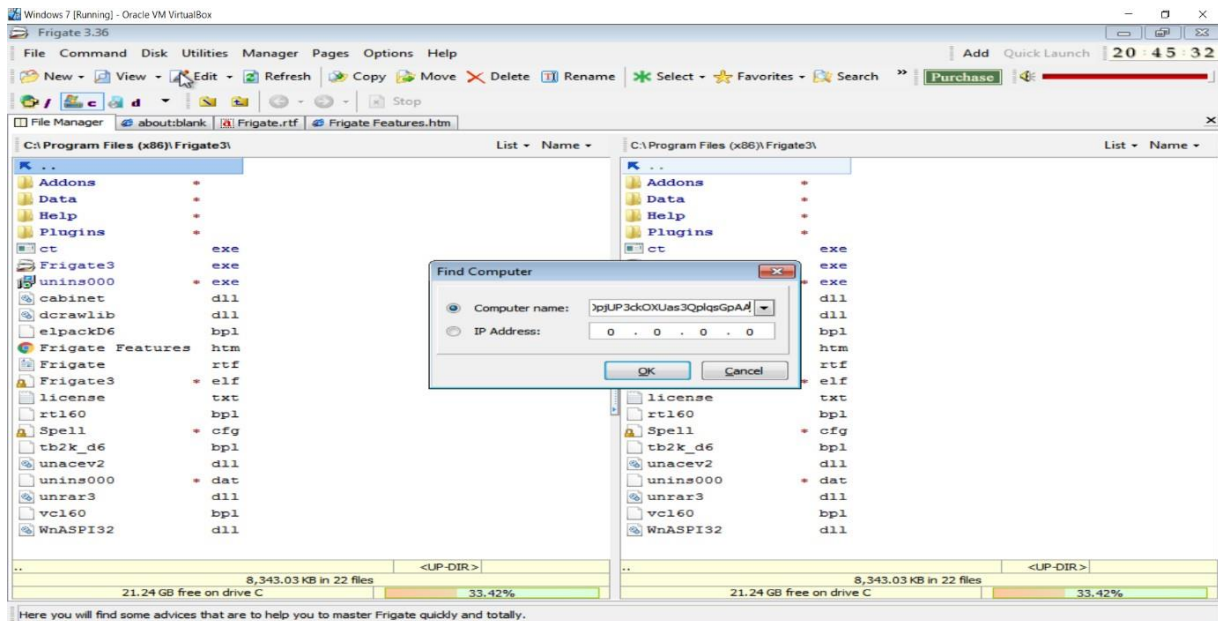 Windows 7 [Running] - Oracle VM VirtualBox
Frigate 3.36
File Command Disk Utilities Manager Pages Options Help Add Quick Launch 20:45:32
New View Edit Refresh Copy Move Delete Rename Select Favorites Search » Purchase
/ c d Stop
File Manager about:blank Frigate.rtf Frigate Features.htm
C:\Program Files (x86)\Frigate3\ List Name C:\Program Files (x86)\Frigate3\ List Name
.. ..
Addons * Addons *
Data * Data *
Help * Help *
Plugins * Plugins *
ct exe ct exe
Frigate3 exe exe
unins000 * exe * exe
cabinet dll dll
dcrawlib dll dll
elpackD6 bpl bpl
Frigate Features htm htm
Frigate rtf rtf
Frigate3 * elf * elf
license txt license txt
rtl60 bpl rtl60 bpl
Spell * cfg Spell * cfg
tb2k_d6 bpl tb2k_d6 bpl
unacev2 dll unacev2 dll
unins000 * dat unins000 * dat
unrar3 dll unrar3 dll
vcl60 bpl vcl60 bpl
WnASPI32 dll WnASPI32 dll
Find Computer
Computer name:
IP Address: 0 . 0 . 0 . 0
OK Cancel
.. <UP-DIR> .. <UP-DIR>
8,343.03 KB in 22 files 8,343.03 KB in 22 files
21.24 GB free on drive C 33.42% 21.24 GB free on drive C 33.42%
Here you will find some advices that are to help you to master Frigate quickly and totally.